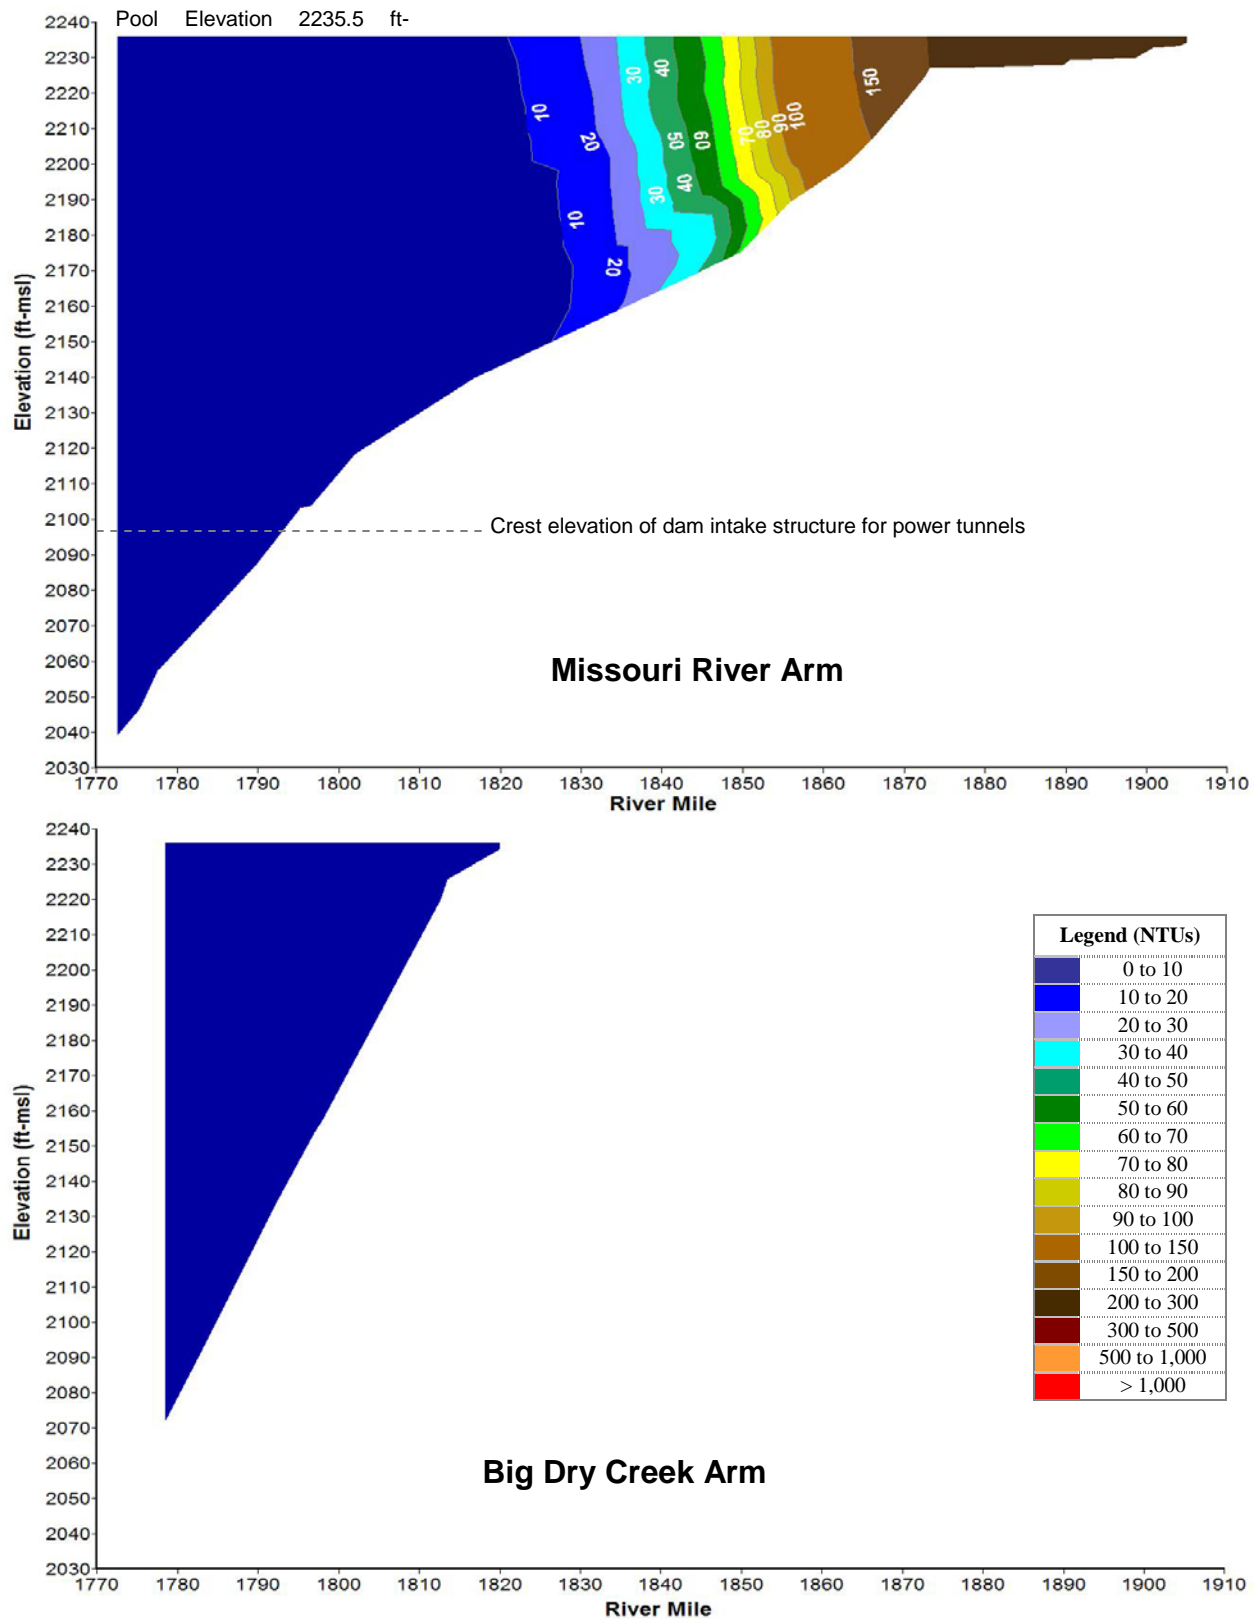 Pool Elevation 2235.5 ft-
2240
2230
2220
2210
2200
2190
2180
2170
2160
2150
2140
2130
2120
2110
2100
2090
2080
2070
2060
2050
2040
2030
Elevation (ft-msl)
10
20
30
40
50
60
70
80
90
100
150
10
20
30
40
Crest elevation of dam intake structure for power tunnels
Missouri River Arm
1770 1780 1790 1800 1810 1820 1830 1840 1850 1860 1870 1880 1890 1900 1910
River Mile
2240
2230
2220
2210
2200
2190
2180
2170
2160
2150
2140
2130
2120
2110
2100
2090
2080
2070
2060
2050
2040
2030
Elevation (ft-msl)
Legend (NTUs)
0 to 10
10 to 20
20 to 30
30 to 40
40 to 50
50 to 60
60 to 70
70 to 80
80 to 90
90 to 100
100 to 150
150 to 200
200 to 300
300 to 500
500 to 1,000
> 1,000
Big Dry Creek Arm
1770 1780 1790 1800 1810 1820 1830 1840 1850 1860 1870 1880 1890 1900 1910
River Mile